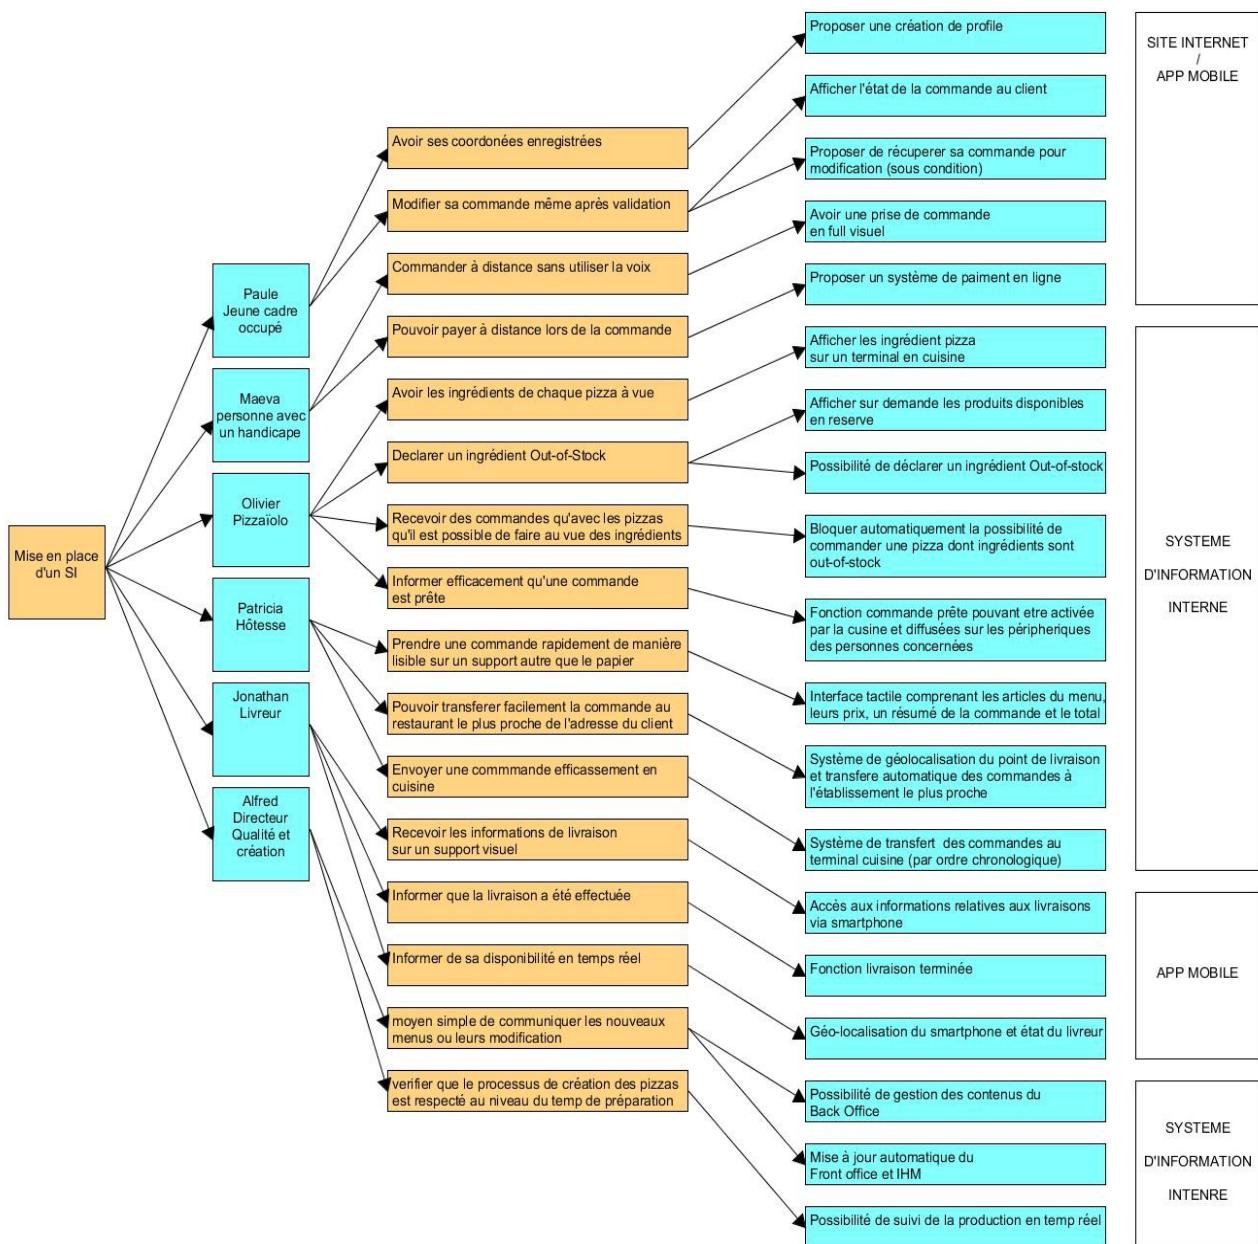 Mise en place
d'un SI
Paule
Jeune cadre
occupé
Maeva
personne avec
un handicape
Olivier
Pizzaïolo
Patricia
Hôtesse
Jonathan
Livreur
Alfred
Directeur
Qualité et
création
Avoir ses coordonées enregistrées
Modifier sa commande même après validation
Commander à distance sans utiliser la voix
Pouvoir payer à distance lors de la commande
Avoir les ingrédients de chaque pizza à vue
Declarer un ingrédient Out-of-Stock
Recevoir des commandes qu'avec les pizzas
qu'il est possible de faire au vue des ingrédients
Informer efficacement qu'une commande
est prête
Prendre une commande rapidement de manière
lisible sur un support autre que le papier
Pouvoir transferer facilement la commande au
restaurant le plus proche de l'adresse du client
Envoyer une commmande efficassement en
cuisine
Recevoir les informations de livraison
sur un support visuel
Informer que la livraison a été effectuée
Informer de sa disponibilité en temps réel
moyen simple de communiquer les nouveaux
menus ou leurs modification
verifier que le processus de création des pizzas
est respecté au niveau du temp de préparation
Proposer une création de profile
Afficher l'état de la commande au client
Proposer de récuperer sa commande pour
modification (sous condition)
Avoir une prise de commande
en full visuel
Proposer un système de paiment en ligne
Afficher les ingrédient pizza
sur un terminal en cuisine
Afficher sur demande les produits disponibles
en reserve
Possibilité de déclarer un ingrédient Out-of-stock
Bloquer automatiquement la possibilité de
commander une pizza dont ingrédients sont
out-of-stock
Fonction commande prête pouvant etre activée
par la cusine et diffusées sur les péripheriques
des personnes concernées
Interface tactile comprenant les articles du menu,
leurs prix, un résumé de la commande et le total
Système de géolocalisation du point de livraison
et transfere automatique des commandes à
l'établissement le plus proche
Système de transfert des commandes au
terminal cuisine (par ordre chronologique)
Accès aux informations relatives aux livraisons
via smartphone
Fonction livraison terminée
Géo-localisation du smartphone et état du livreur
Possibilité de gestion des contenus du
Back Office
Mise à jour automatique du
Front office et IHM
Possibilité de suivi de la production en temp réel
SITE INTERNET
/
APP MOBILE
SYSTEME
D'INFORMATION
INTERNE
APP MOBILE
SYSTEME
D'INFORMATION
INTENRE